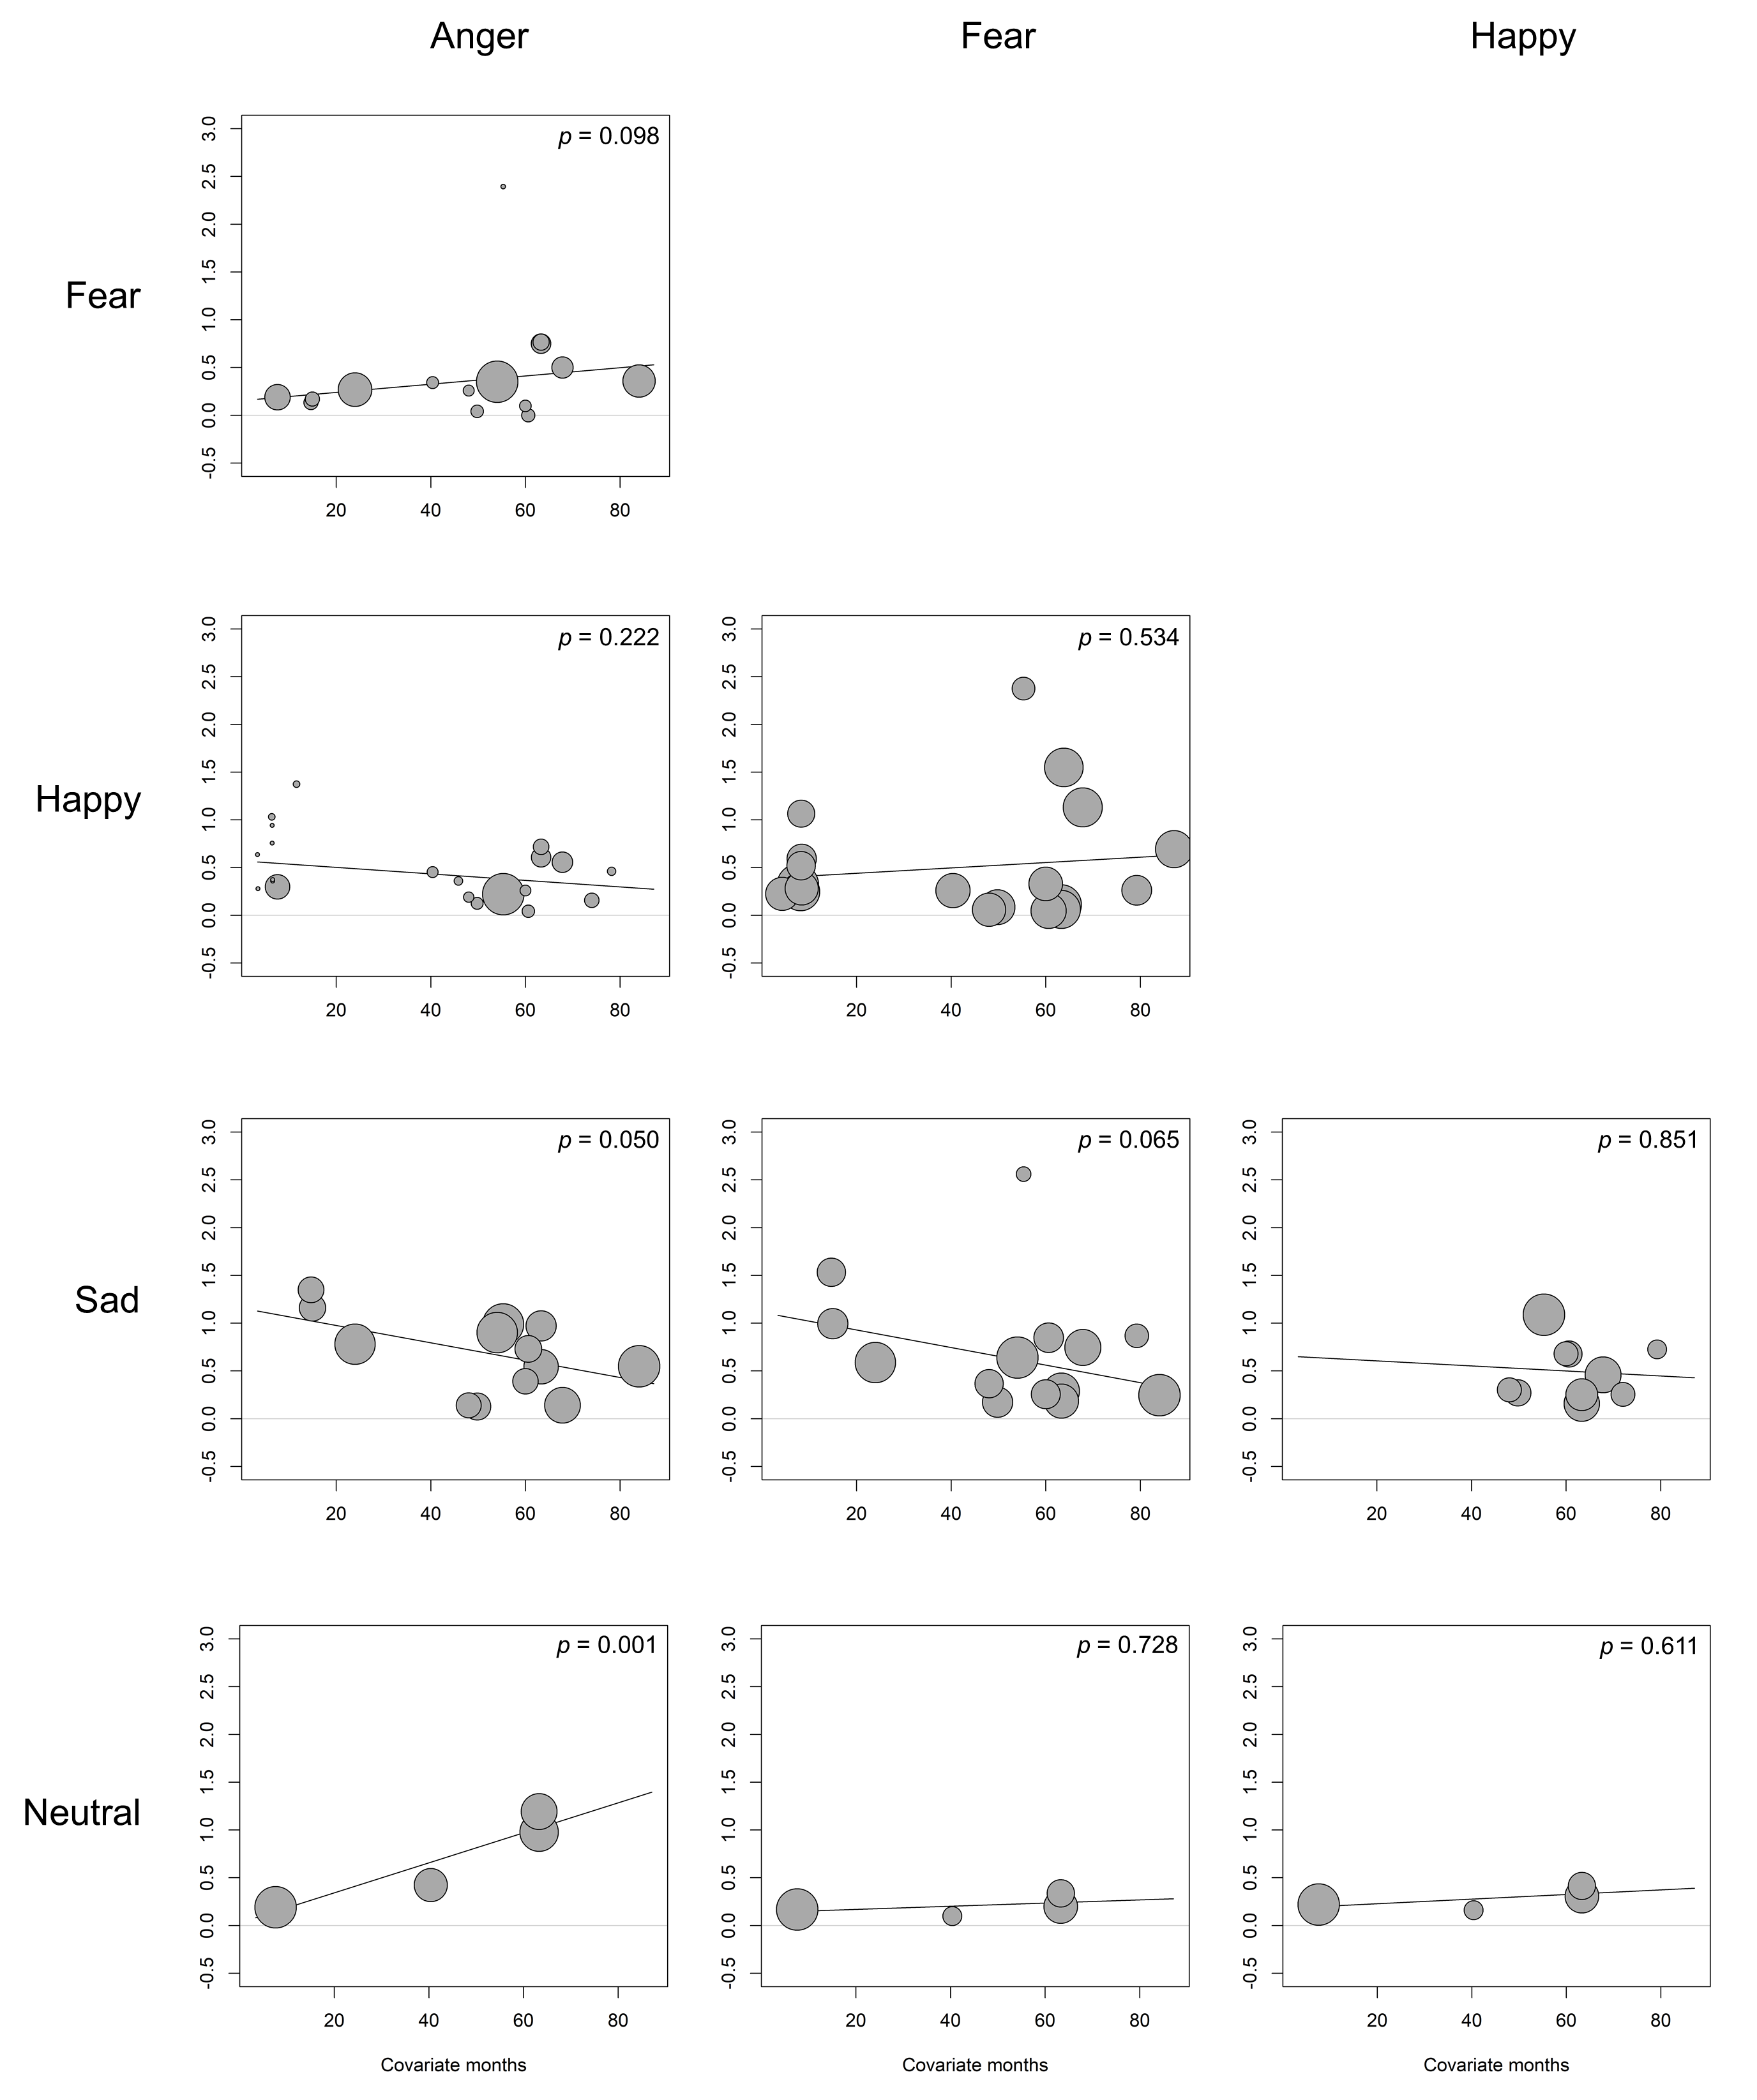 Anger Fear Happy
Fear
p = 0.098
3.0
2.5
2.0
1.5
1.0
0.5
0.0
-0.5
20 40 60 80
Happy
p = 0.222
3.0
2.5
2.0
1.5
1.0
0.5
0.0
-0.5
20 40 60 80
p = 0.534
3.0
2.5
2.0
1.5
1.0
0.5
0.0
-0.5
20 40 60 80
Sad
p = 0.050
3.0
2.5
2.0
1.5
1.0
0.5
0.0
-0.5
20 40 60 80
p = 0.065
3.0
2.5
2.0
1.5
1.0
0.5
0.0
-0.5
20 40 60 80
p = 0.851
3.0
2.5
2.0
1.5
1.0
0.5
0.0
-0.5
20 40 60 80
Neutral
p = 0.001
3.0
2.5
2.0
1.5
1.0
0.5
0.0
-0.5
20 40 60 80
Covariate months
p = 0.728
3.0
2.5
2.0
1.5
1.0
0.5
0.0
-0.5
20 40 60 80
Covariate months
p = 0.611
3.0
2.5
2.0
1.5
1.0
0.5
0.0
-0.5
20 40 60 80
Covariate months